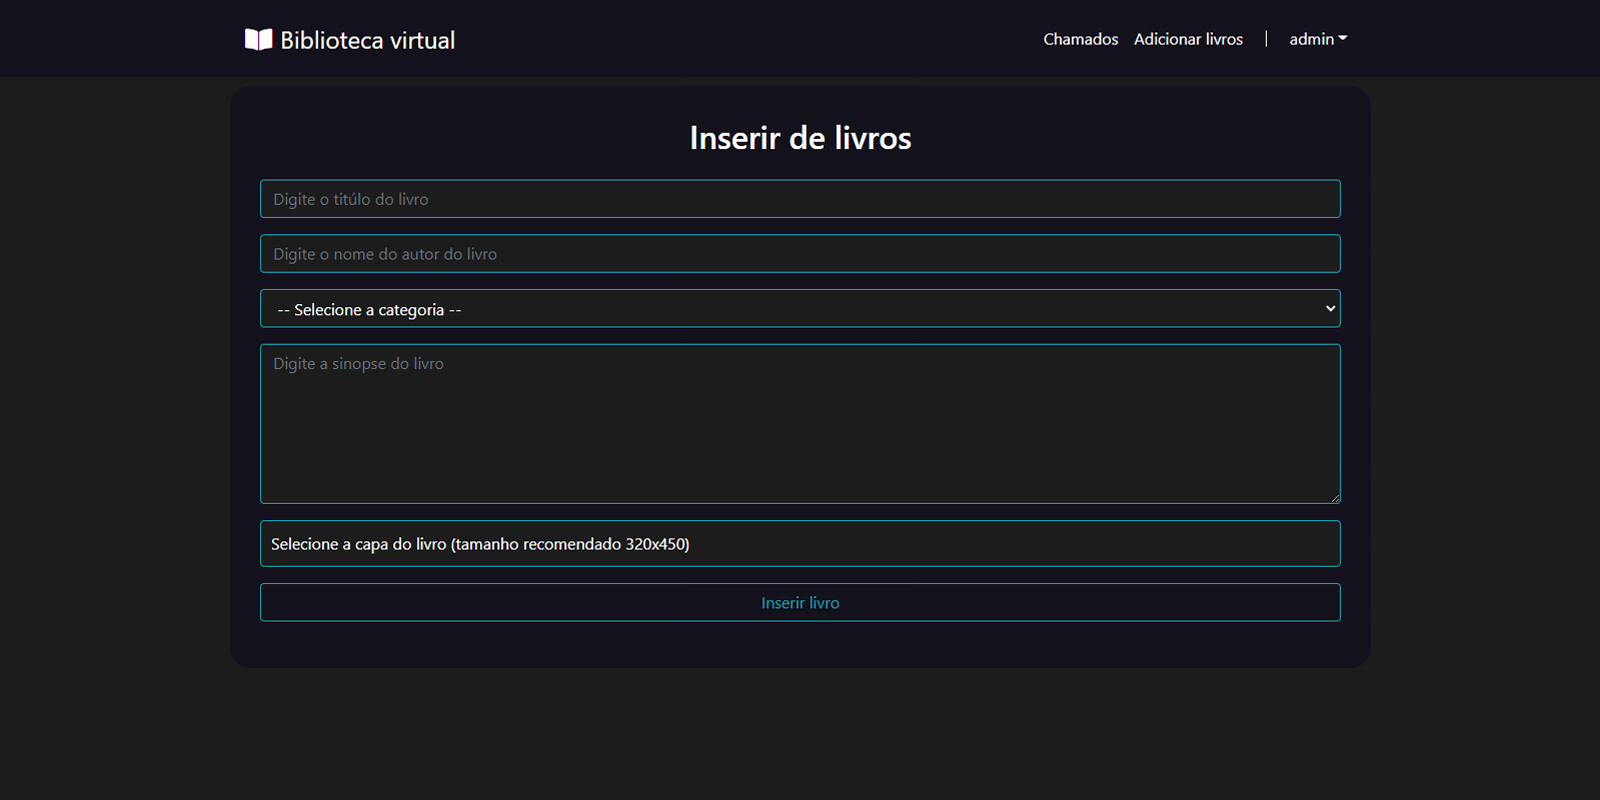 Biblioteca virtual
Chamados Adicionar livros | admin
Inserir de livros
Digite o titúlo do livro
Digite o nome do autor do livro
-- Selecione a categoria --
Digite a sinopse do livro
Selecione a capa do livro (tamanho recomendado 320x450)
Inserir livro